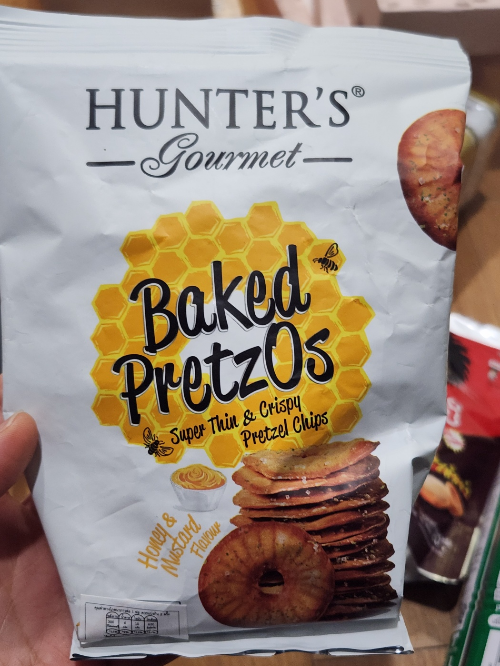 HUNTER'S®
Gourmet
Baked
PretzOs
Super Thin & Crispy
Pretzel Chips
Honey &
Mustard
Flavour